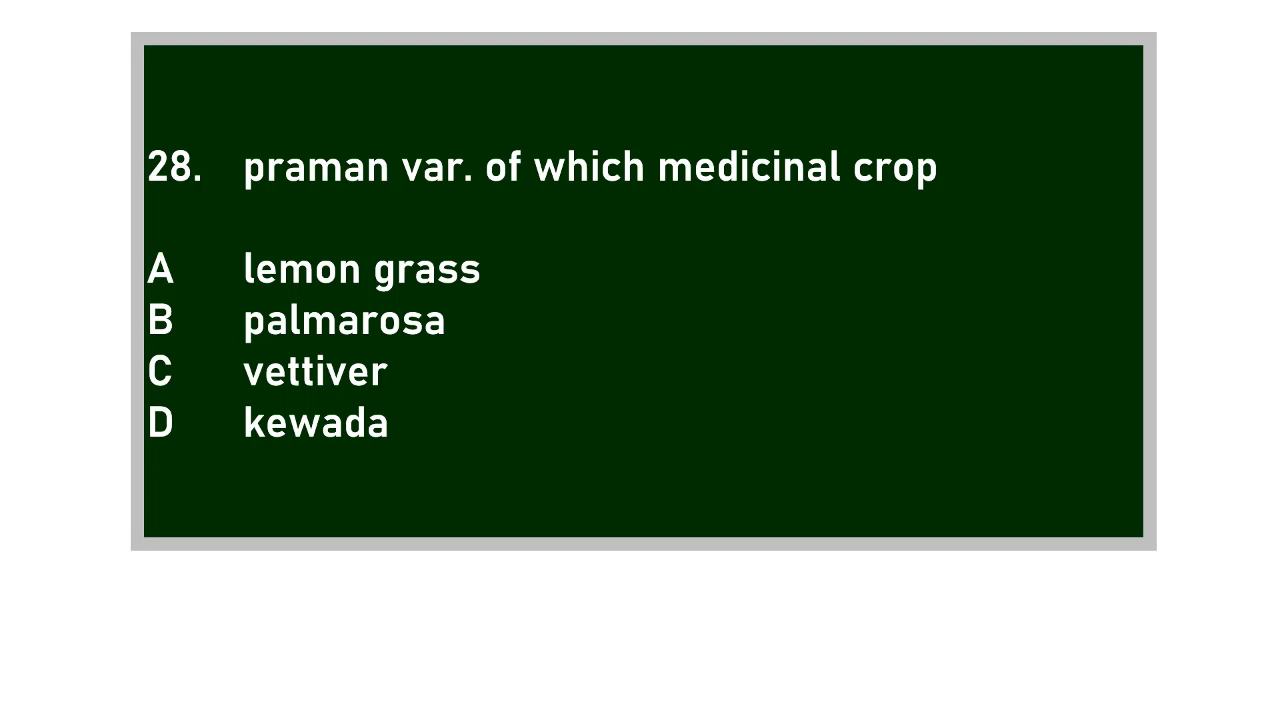 28. praman var. of which medicinal crop
A lemon grass
B palmarosa
C vettiver
D kewada